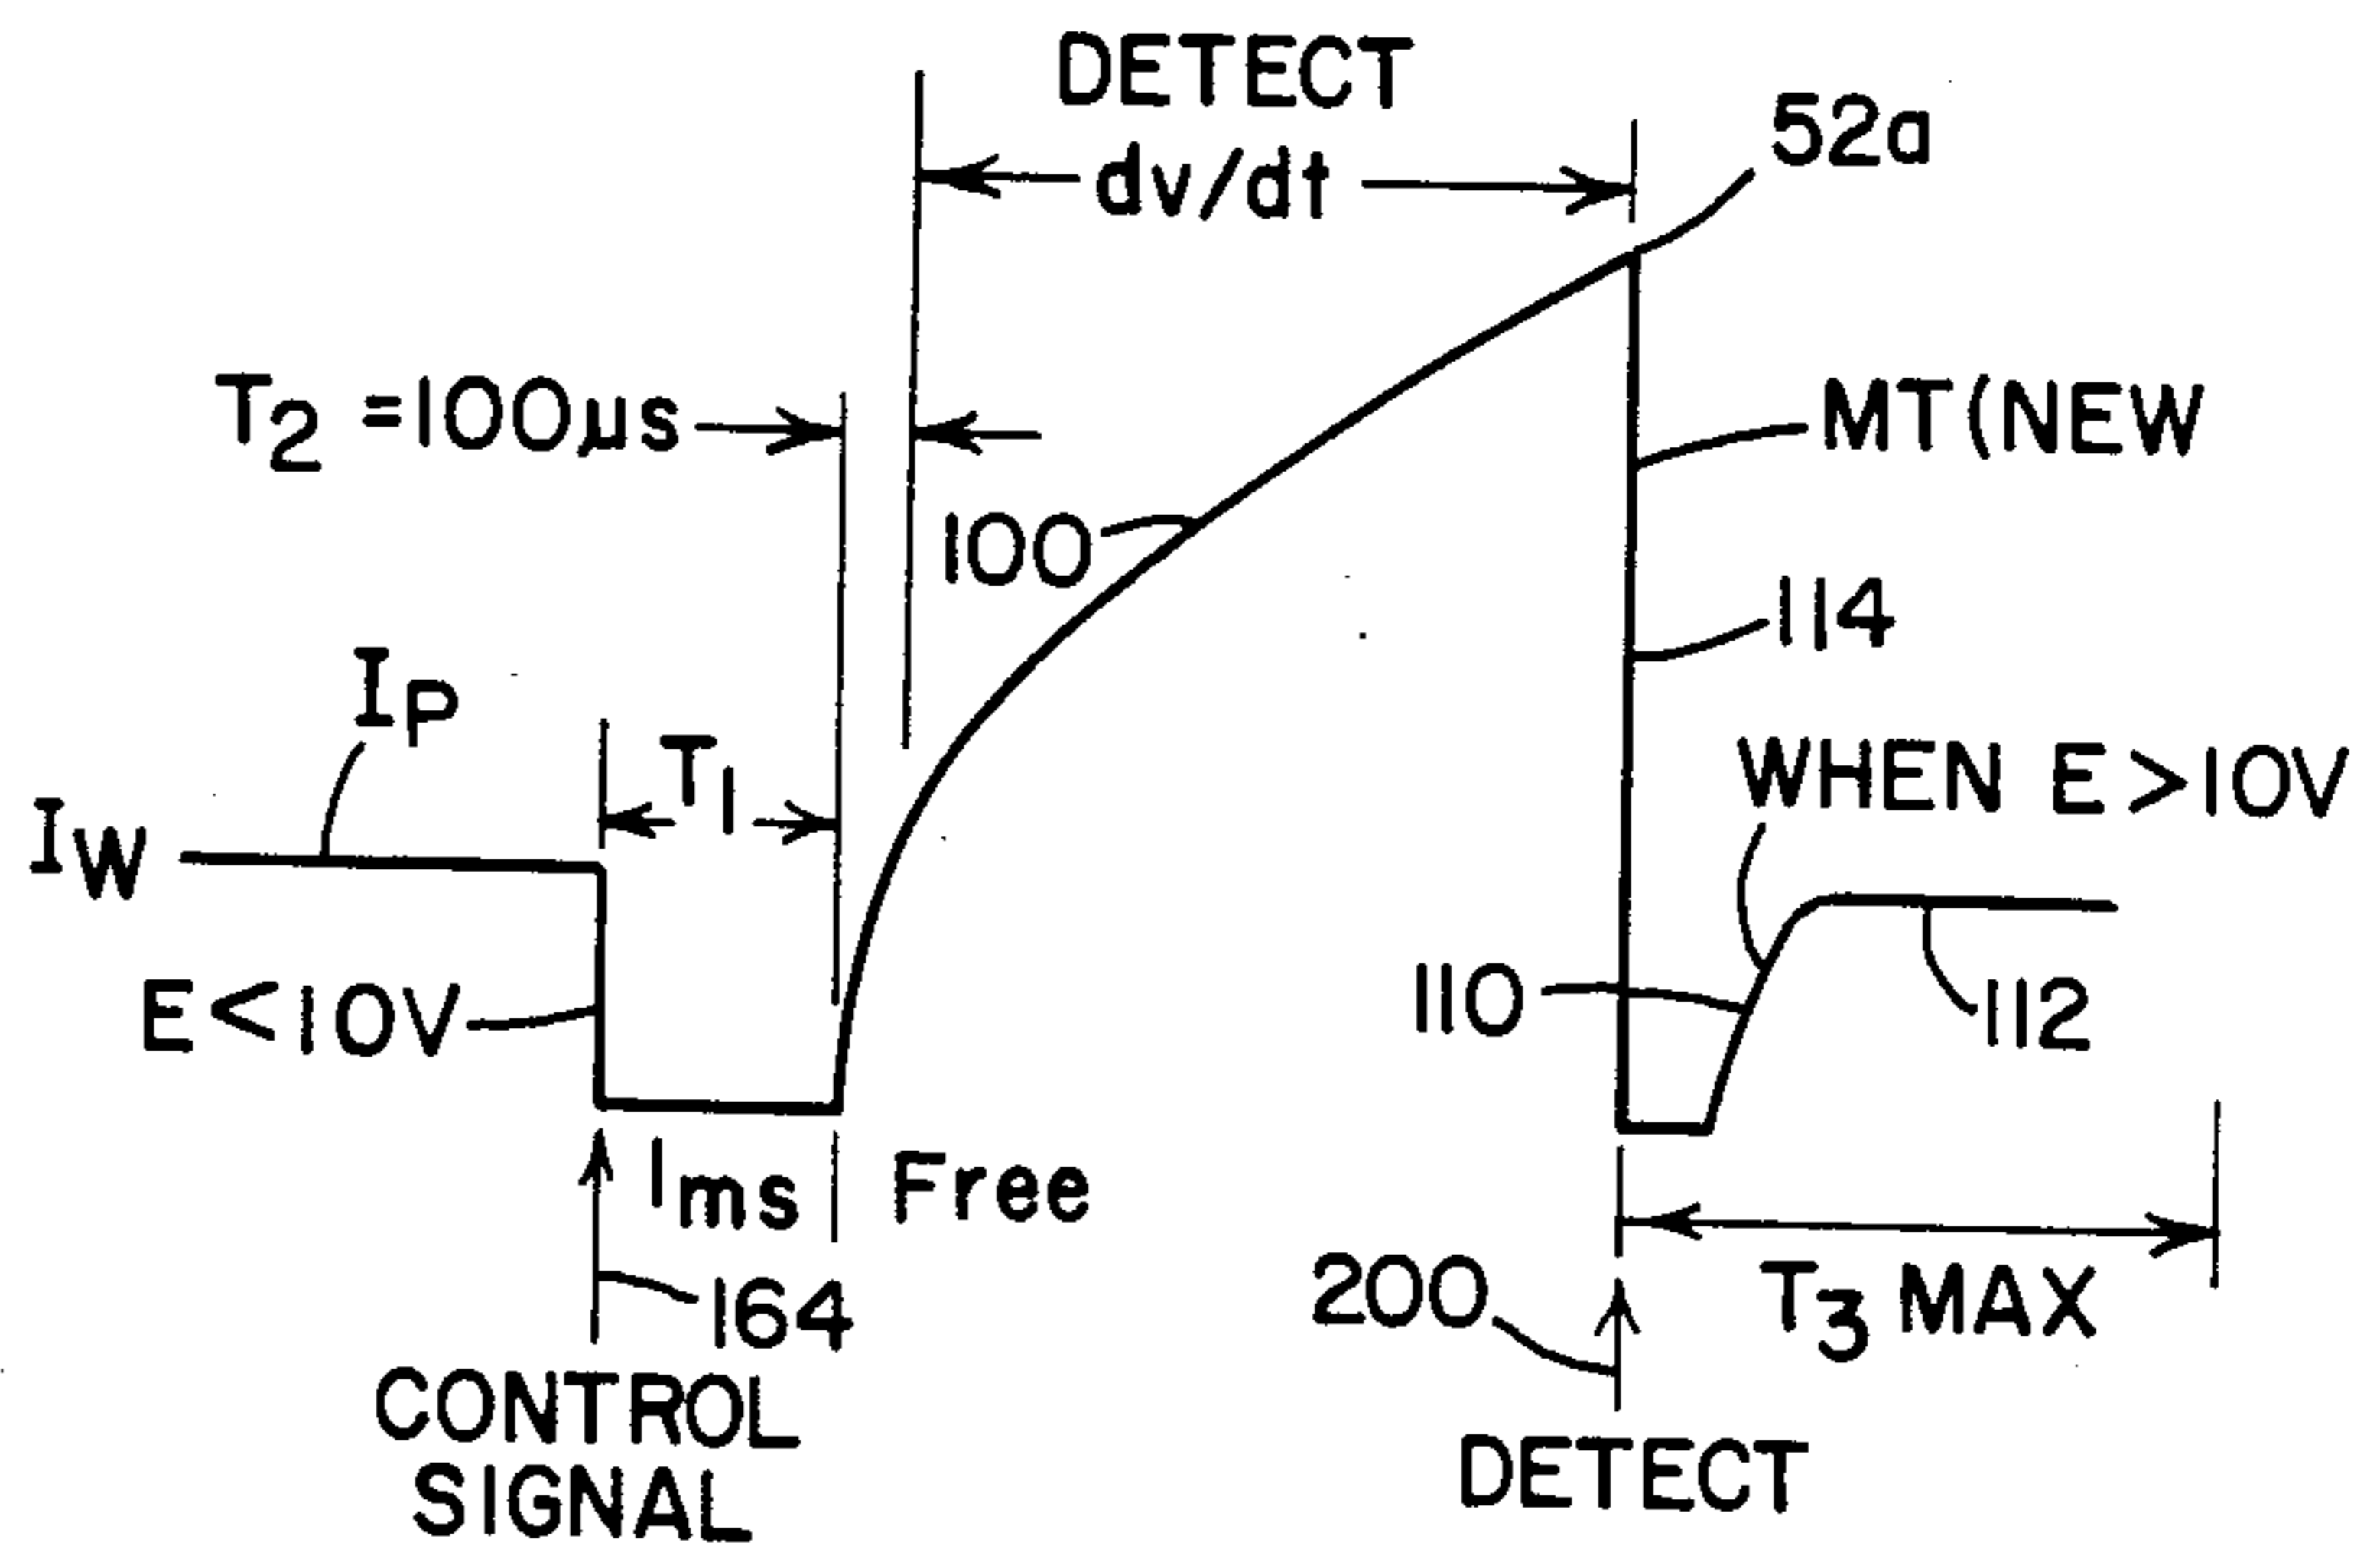 DETECT
dv/dt
52a
T2 =100µs
MT(NEW
100
114
IP
T1
WHEN E>10V
IW
E<10V
110
112
1ms
Free
164
200
T3 MAX
CONTROL
SIGNAL
DETECT